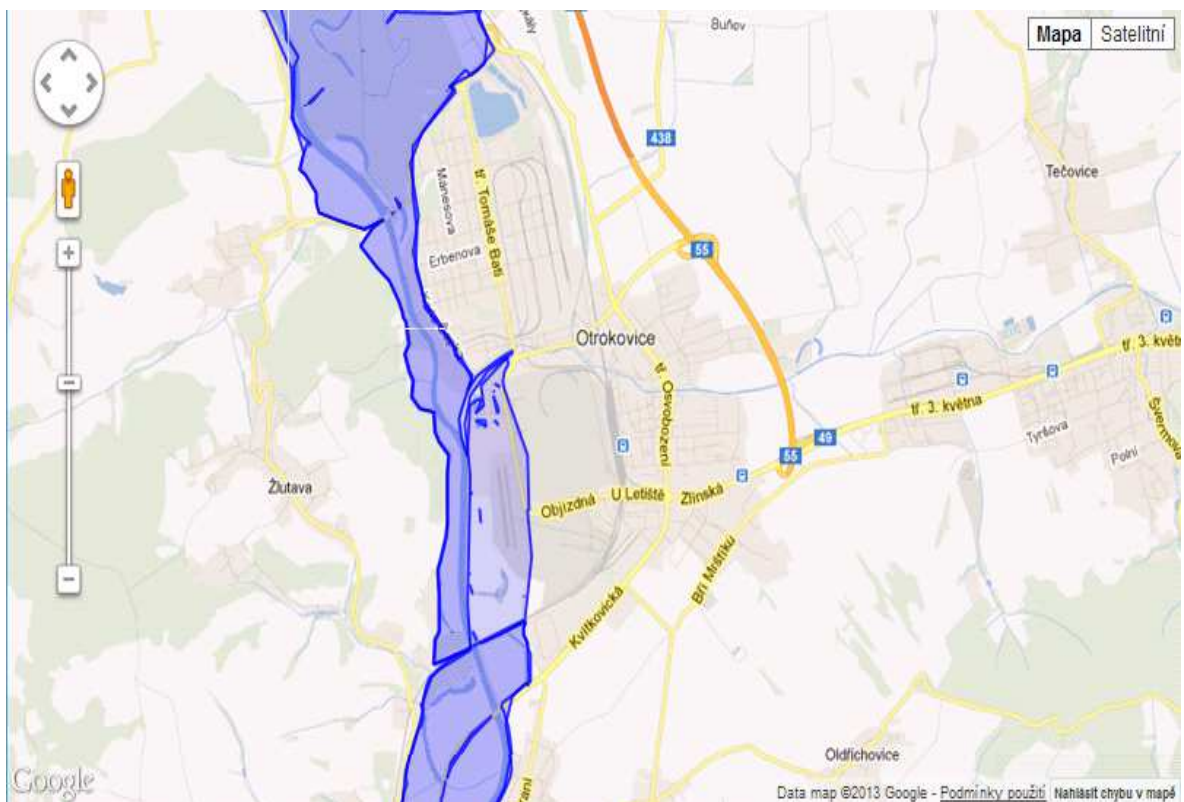 Buňov
Mapa
Satelitní
438
Tečovice
Mánesova
tř. Tomáše Bati
Erbenova
55
Otrokovice
tř. 3. květ
tř. Osvobození
tř. 3. května
Švermova
49
Tyršova
55
Polní
Žlutava
Objízdná
U Letiště
Zlínská
Bří Mrštíků
Kvítkovická
Oldřichovice
Google
Data map ©2013 Google - Podmínky použití
Nahlásit chybu v mapě